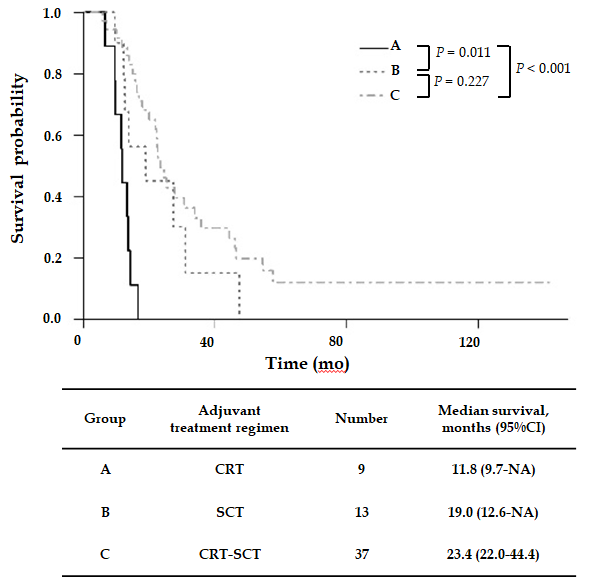 1.0
0.8
0.6
0.4
0.2
0.0
Survival probability
A
B
C
P = 0.011
P = 0.227
P < 0.001
0 40 80 120
Time (mo)
Group Adjuvant treatment regimen Number Median survival, months (95%CI)
A CRT 9 11.8 (9.7-NA)
B SCT 13 19.0 (12.6-NA)
C CRT-SCT 37 23.4 (22.0-44.4)